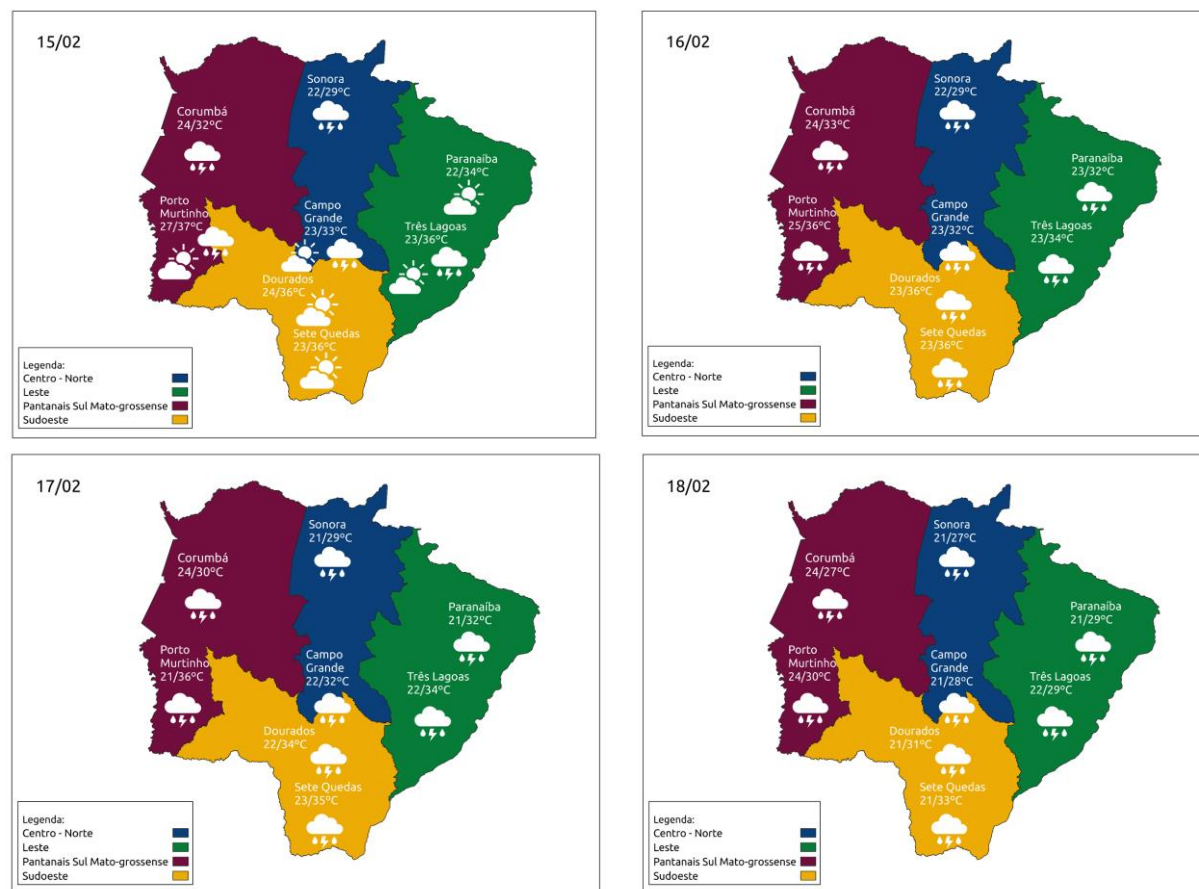 15/02
Sonora
22/29ºC
Corumbá
24/32ºC
Paranaíba
22/34ºC
Porto
Murtinho
27/37ºC
Campo
Grande
23/33ºC
Três Lagoas
23/36ºC
Dourados
24/36ºC
Sete Quedas
23/36ºC
Legenda:
Centro - Norte
Leste
Pantanais Sul Mato-grossense
Sudoeste
16/02
Sonora
22/29ºC
Corumbá
24/33ºC
Paranaíba
23/32ºC
Porto
Murtinho
25/36ºC
Campo
Grande
23/32ºC
Três Lagoas
23/34ºC
Dourados
23/36ºC
Sete Quedas
23/36ºC
Legenda:
Centro - Norte
Leste
Pantanais Sul Mato-grossense
Sudoeste
17/02
Sonora
21/29ºC
Corumbá
24/30ºC
Paranaíba
21/32ºC
Porto
Murtinho
21/36ºC
Campo
Grande
22/32ºC
Três Lagoas
22/34ºC
Dourados
22/34ºC
Sete Quedas
23/35ºC
Legenda:
Centro - Norte
Leste
Pantanais Sul Mato-grossense
Sudoeste
18/02
Sonora
21/27ºC
Corumbá
24/27ºC
Paranaíba
21/29ºC
Porto
Murtinho
24/30ºC
Campo
Grande
21/28ºC
Três Lagoas
22/29ºC
Dourados
21/31ºC
Sete Quedas
21/33ºC
Legenda:
Centro - Norte
Leste
Pantanais Sul Mato-grossense
Sudoeste